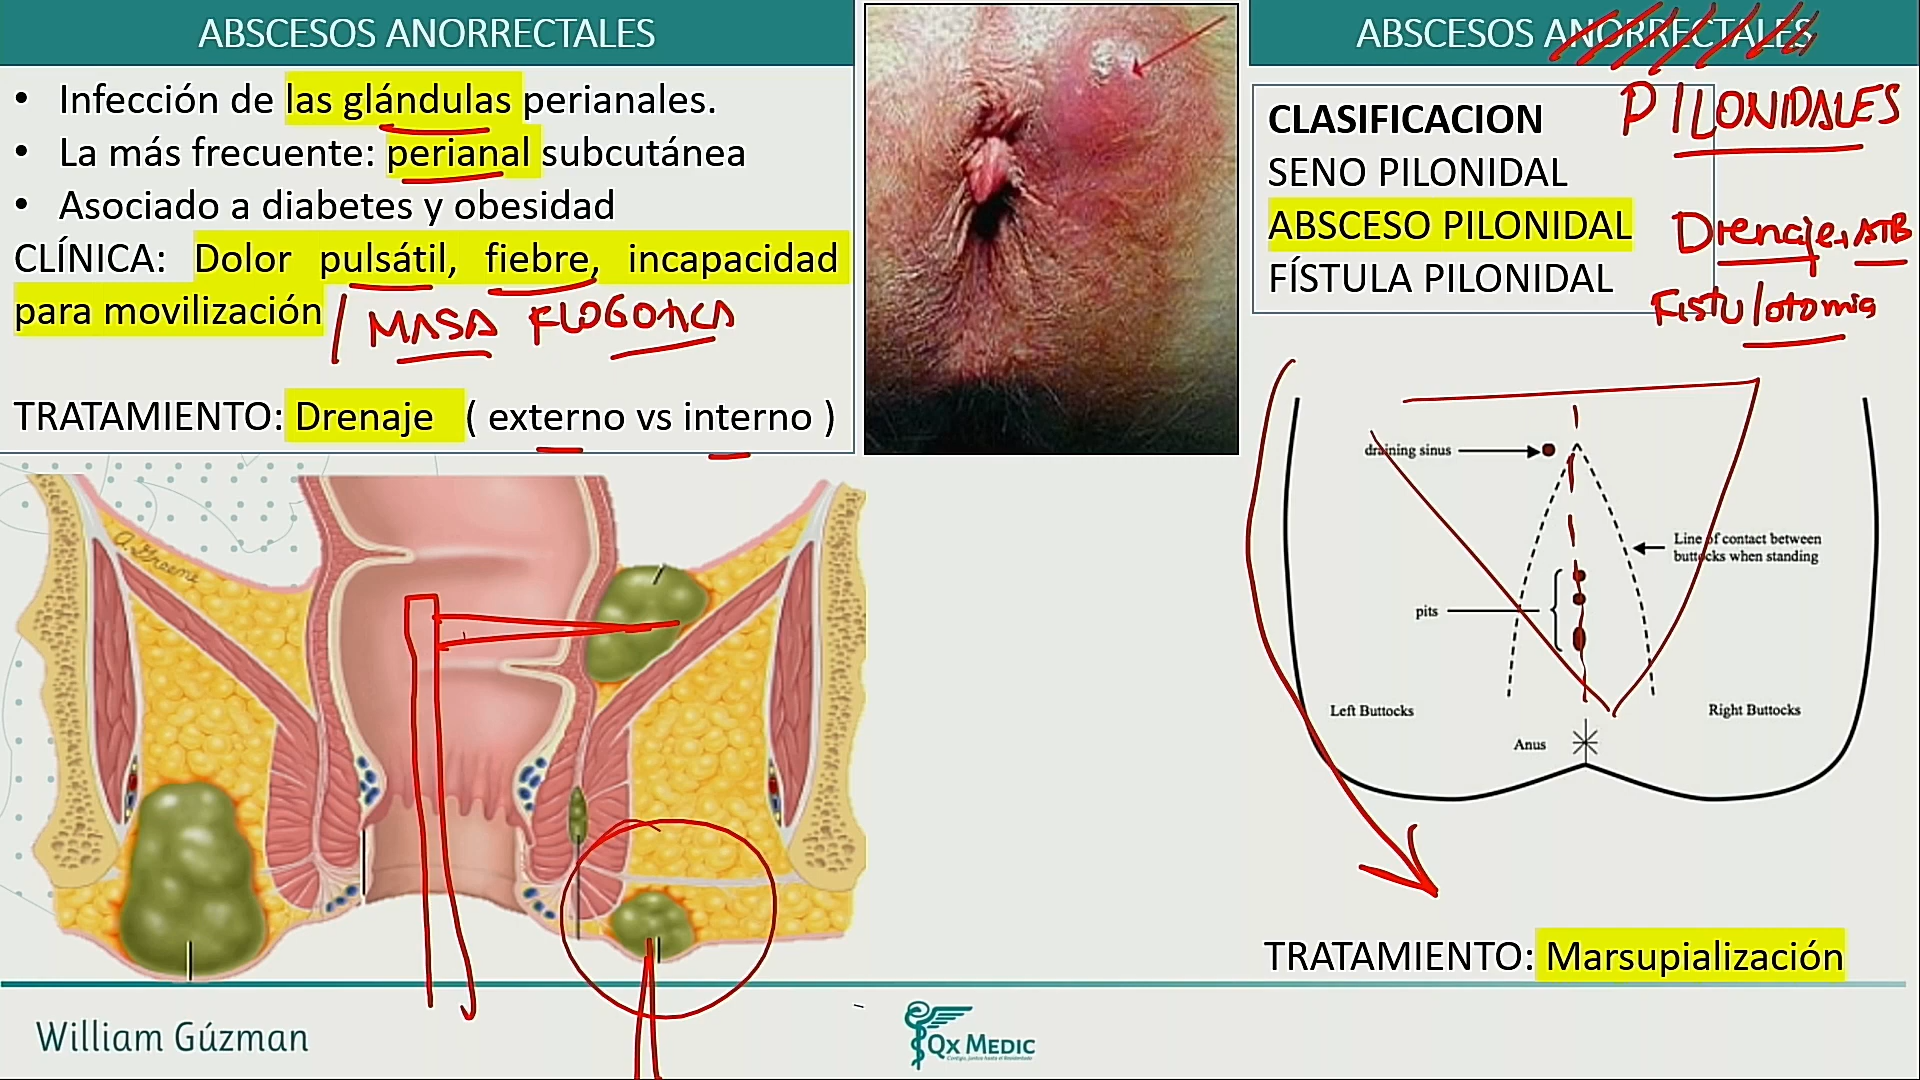 ABSCESOS ANORRECTALES
• Infección de las glándulas perianales.
• La más frecuente: perianal subcutánea
• Asociado a diabetes y obesidad
CLÍNICA: Dolor pulsátil, fiebre, incapacidad
para movilización / MASA FLOGOTICA
TRATAMIENTO: Drenaje ( externo vs interno )
A. Greene
ABSCESOS ANORRECTALES
PILONIDALES
CLASIFICACION
SENO PILONIDAL
ABSCESO PILONIDAL Drenaje, ATB
FÍSTULA PILONIDAL Fistulotomia
draining sinus
Line of contact between
buttocks when standing
pits
Left Buttocks
Right Buttocks
Anus
TRATAMIENTO: Marsupialización
William Gúzman
QX MEDIC